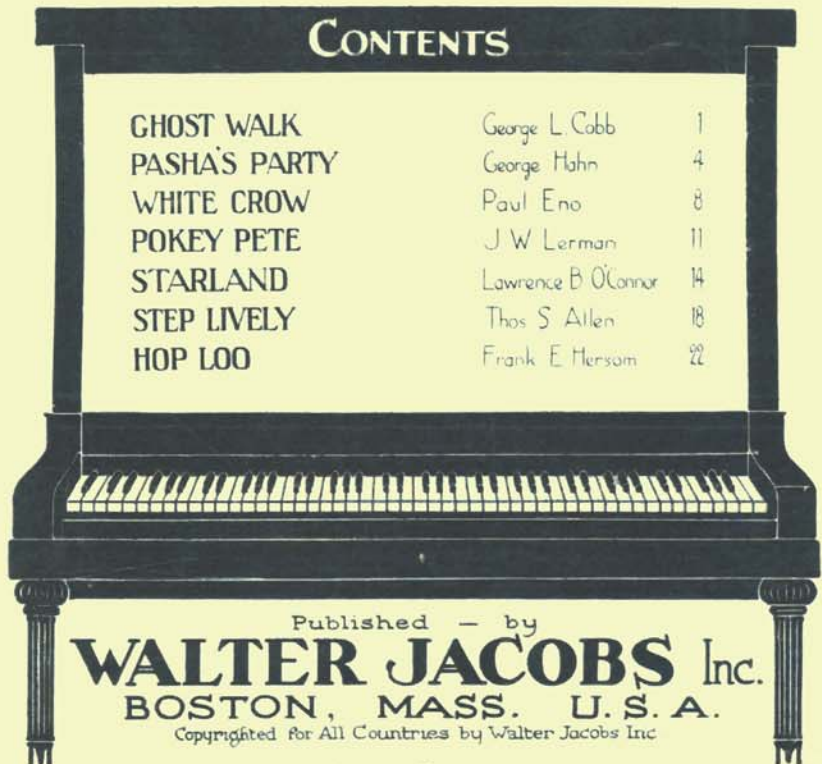 CONTENTS
GHOST WALK George L. Cobb 1
PASHA'S PARTY George Hahn 4
WHITE CROW Paul Eno 8
POKEY PETE J W Lerman 11
STARLAND Lawrence B O'Connor 14
STEP LIVELY Thos S Allen 18
HOP LOO Frank E Hersom 22
Published – by
WALTER JACOBS Inc.
BOSTON, MASS. U.S.A.
Copyrighted for All Countries by Walter Jacobs Inc